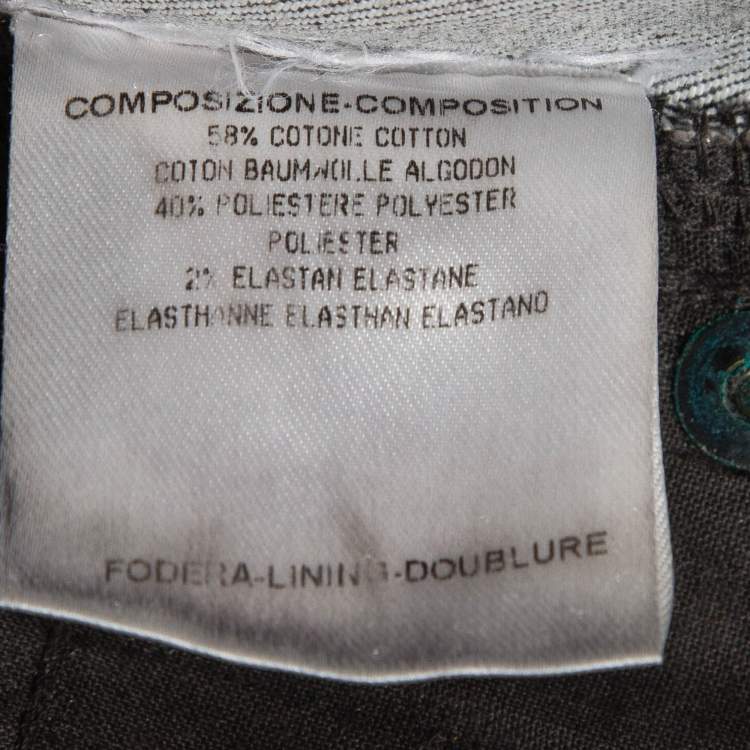 COMPOSIZIONE-COMPOSITION
58% COTONE COTTON
COTON BAUMWOLLE ALGODON
40% POLIESTERE POLYESTER
POLIESTER
2% ELASTAN ELASTANE
ELASTHANNE ELASTHAN ELASTANO
FODERA-LINING-DOUBLURE